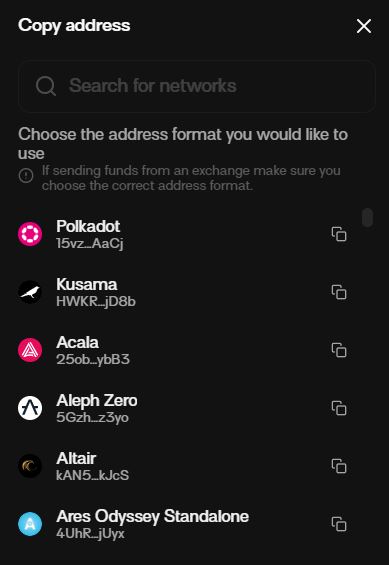 Copy address
Search for networks
Choose the address format you would like to
use
If sending funds from an exchange make sure you
choose the correct address format.
Polkadot
15vz...AaCj
Kusama
HWKR...jD8b
Acala
25ob...ybB3
Aleph Zero
5Gzh...z3yo
Altair
kAN5...kJcS
Ares Odyssey Standalone
4UhR...jUyx